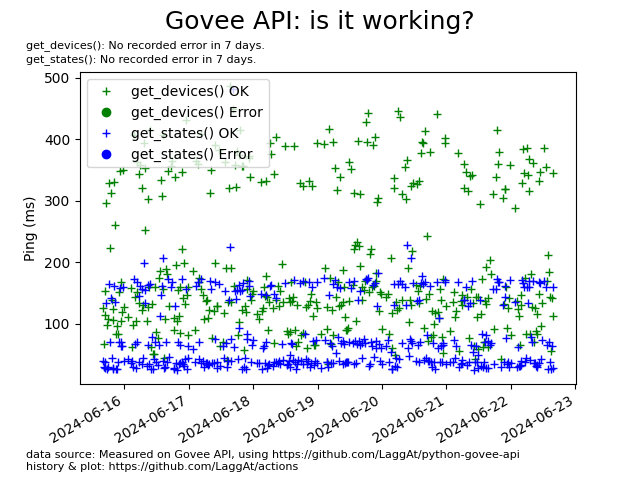 Govee API: is it working?
get_devices(): No recorded error in 7 days.
get_states(): No recorded error in 7 days.
get_devices() OK
get_devices() Error
get_states() OK
get_states() Error
Ping (ms)
500
400
300
200
100
2024-06-16
2024-06-17
2024-06-18
2024-06-19
2024-06-20
2024-06-21
2024-06-22
2024-06-23
data source: Measured on Govee API, using https://github.com/LaggAt/python-govee-api
history & plot: https://github.com/LaggAt/actions